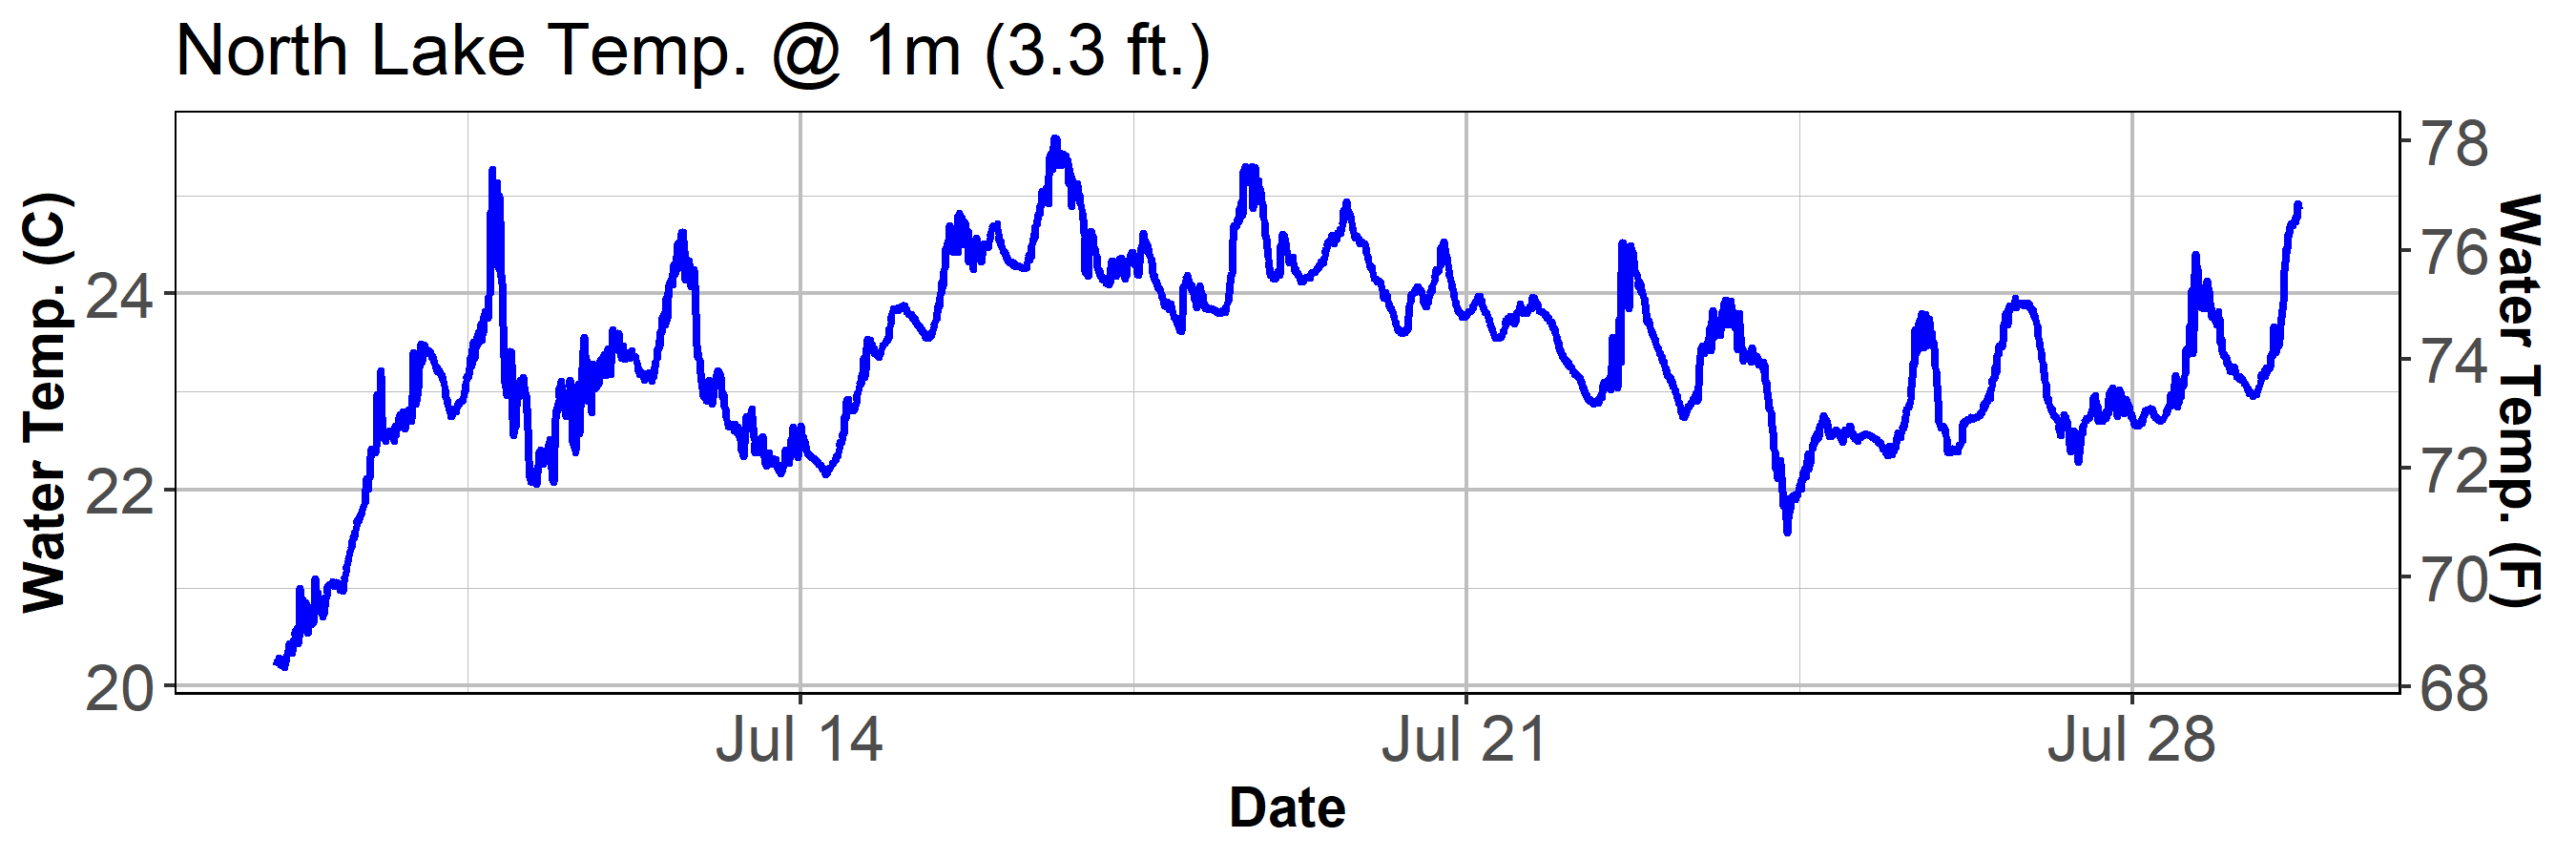 North Lake Temp. @ 1m (3.3 ft.)
Water Temp. (C)
24
22
20
78
76
74
72
70
68
Water Temp. (F)
Jul 14
Jul 21
Jul 28
Date